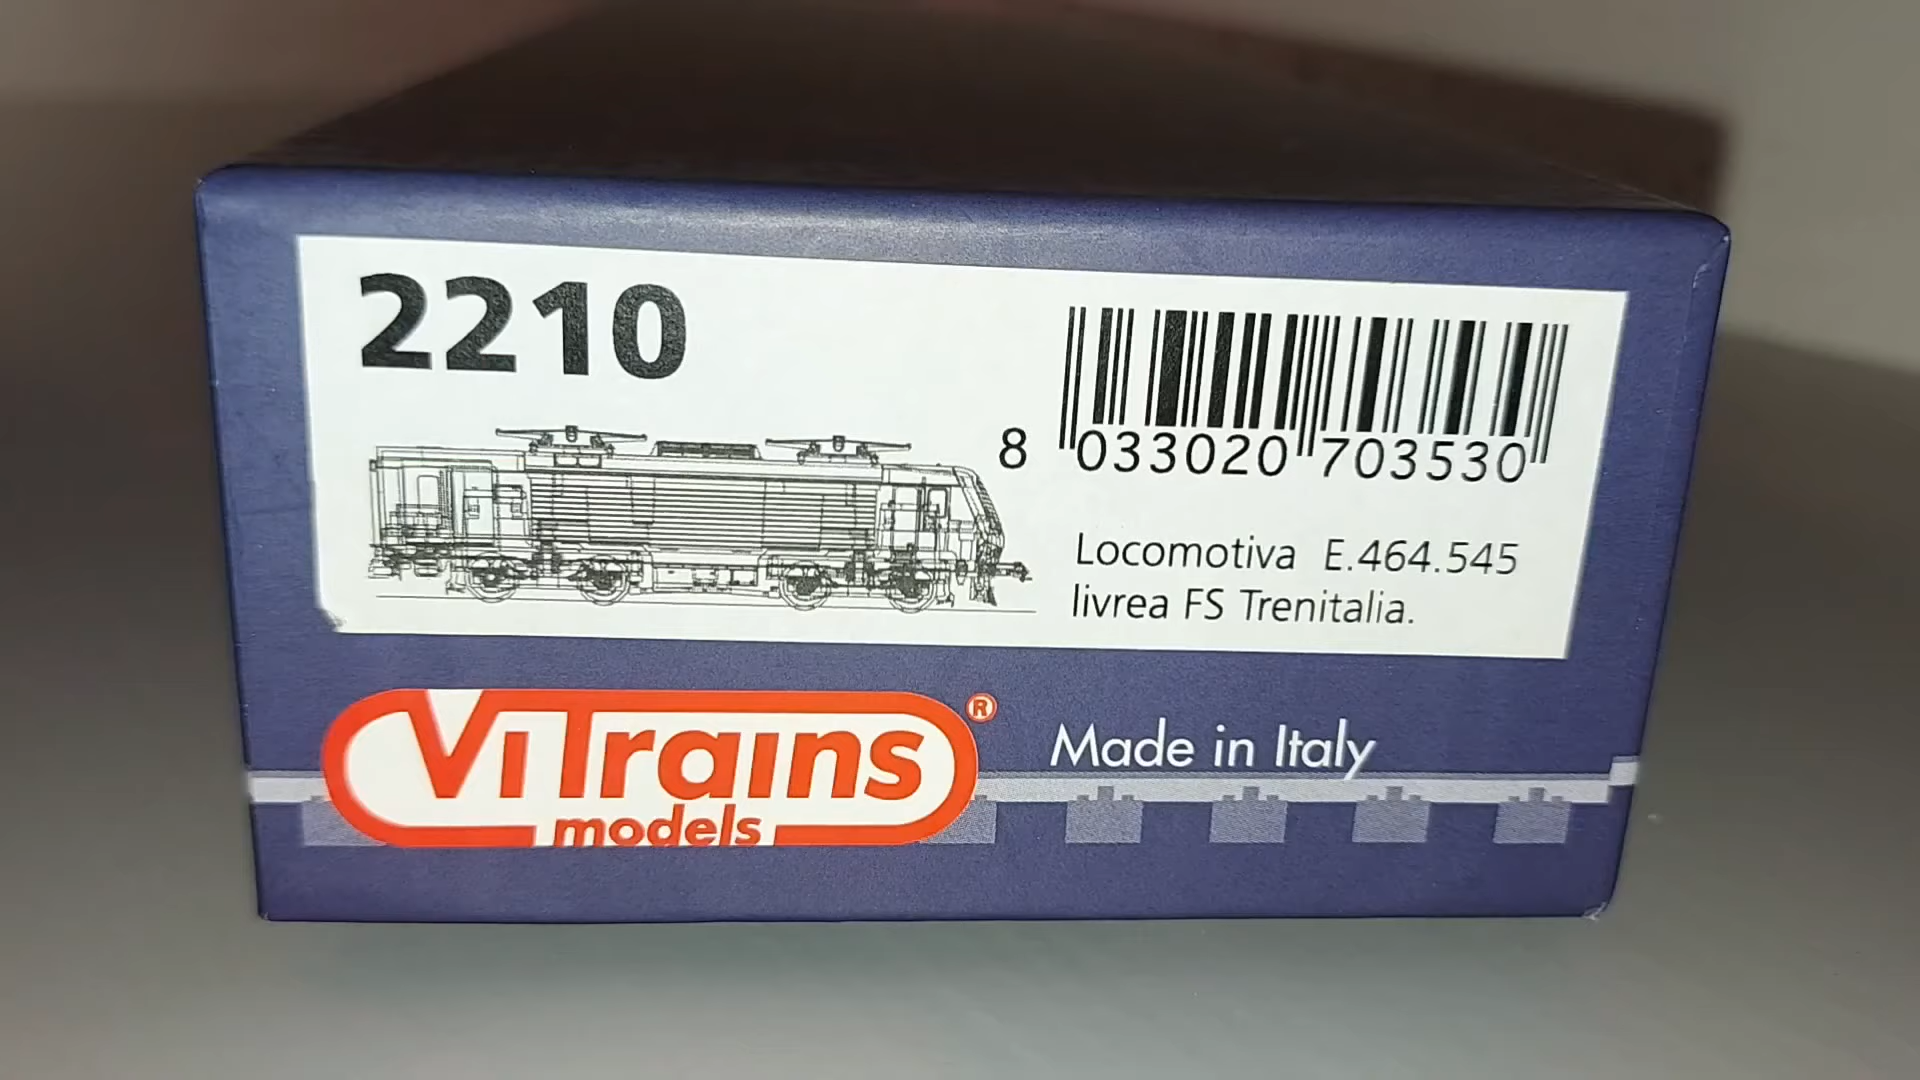 2210
8 033020 703530
Locomotiva E.464.545
livrea FS Trenitalia.
ViTrains®
models
Made in Italy